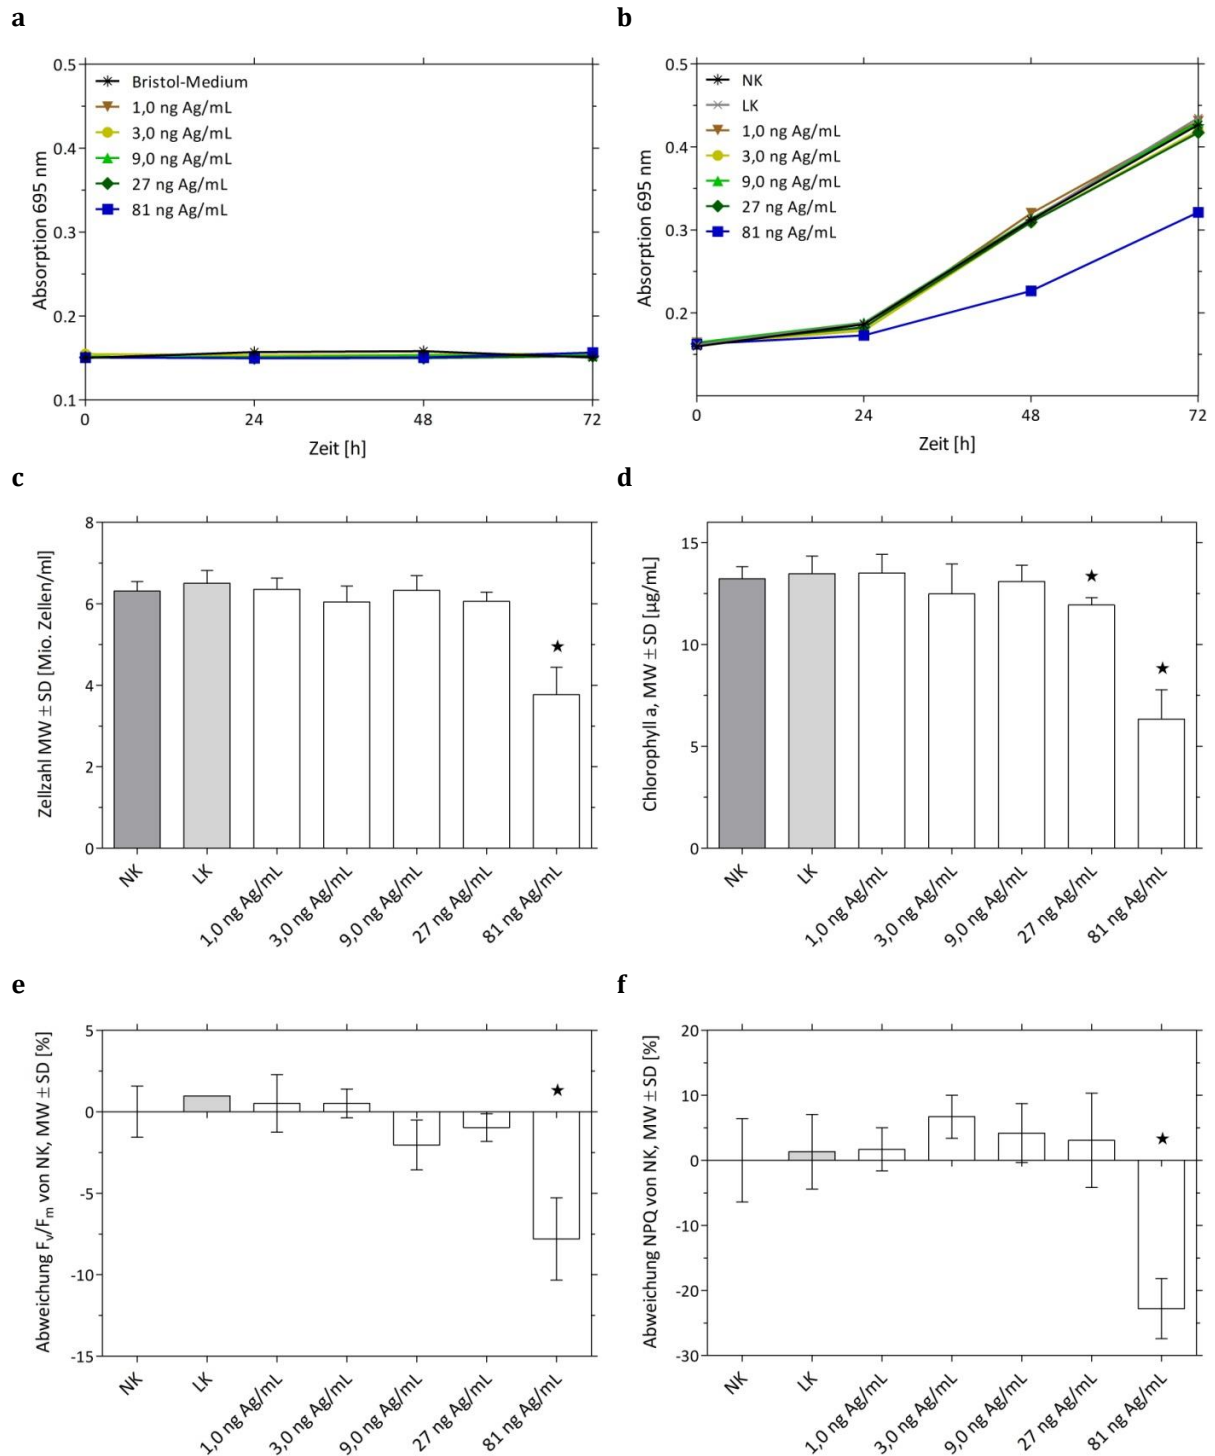 a
0.5
0.4
0.3
0.2
0.1
Absorption 695 nm
Bristol-Medium
1,0 ng Ag/mL
3,0 ng Ag/mL
9,0 ng Ag/mL
27 ng Ag/mL
81 ng Ag/mL
0
24
48
72
Zeit [h]
b
0.5
0.4
0.3
0.2
Absorption 695 nm
NK
LK
1,0 ng Ag/mL
3,0 ng Ag/mL
9,0 ng Ag/mL
27 ng Ag/mL
81 ng Ag/mL
0
24
48
72
Zeit [h]
c
8
6
4
2
0
Zellzahl MW ± SD [Mio. Zellen/ml]
NK
LK
1,0 ng Ag/mL
3,0 ng Ag/mL
9,0 ng Ag/mL
27 ng Ag/mL
81 ng Ag/mL
d
15
10
5
0
Chlorophyll a, MW ± SD [µg/mL]
NK
LK
1,0 ng Ag/mL
3,0 ng Ag/mL
9,0 ng Ag/mL
27 ng Ag/mL
81 ng Ag/mL
e
5
0
-5
-10
-15
Abweichung Fv/Fm von NK, MW ± SD [%]
NK
LK
1,0 ng Ag/mL
3,0 ng Ag/mL
9,0 ng Ag/mL
27 ng Ag/mL
81 ng Ag/mL
f
20
10
0
-10
-20
-30
Abweichung NPQ von NK, MW ± SD [%]
NK
LK
1,0 ng Ag/mL
3,0 ng Ag/mL
9,0 ng Ag/mL
27 ng Ag/mL
81 ng Ag/mL